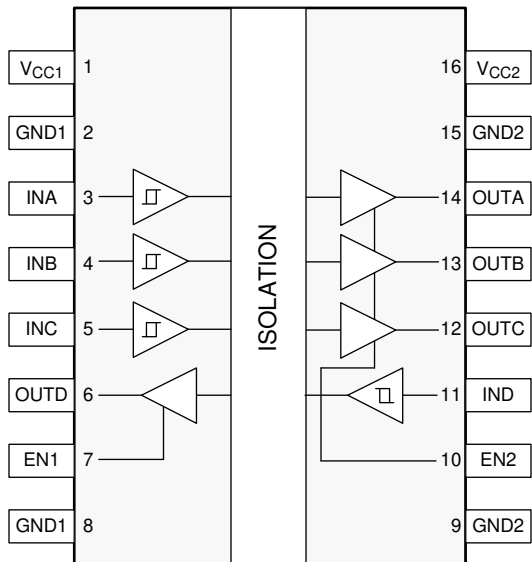 VCC1 1 16 VCC2
GND1 2 15 GND2
INA 3 14 OUTA
INB 4 13 OUTB
INC 5 12 OUTC
OUTD 6 11 IND
EN1 7 10 EN2
GND1 8 9 GND2
ISOLATION